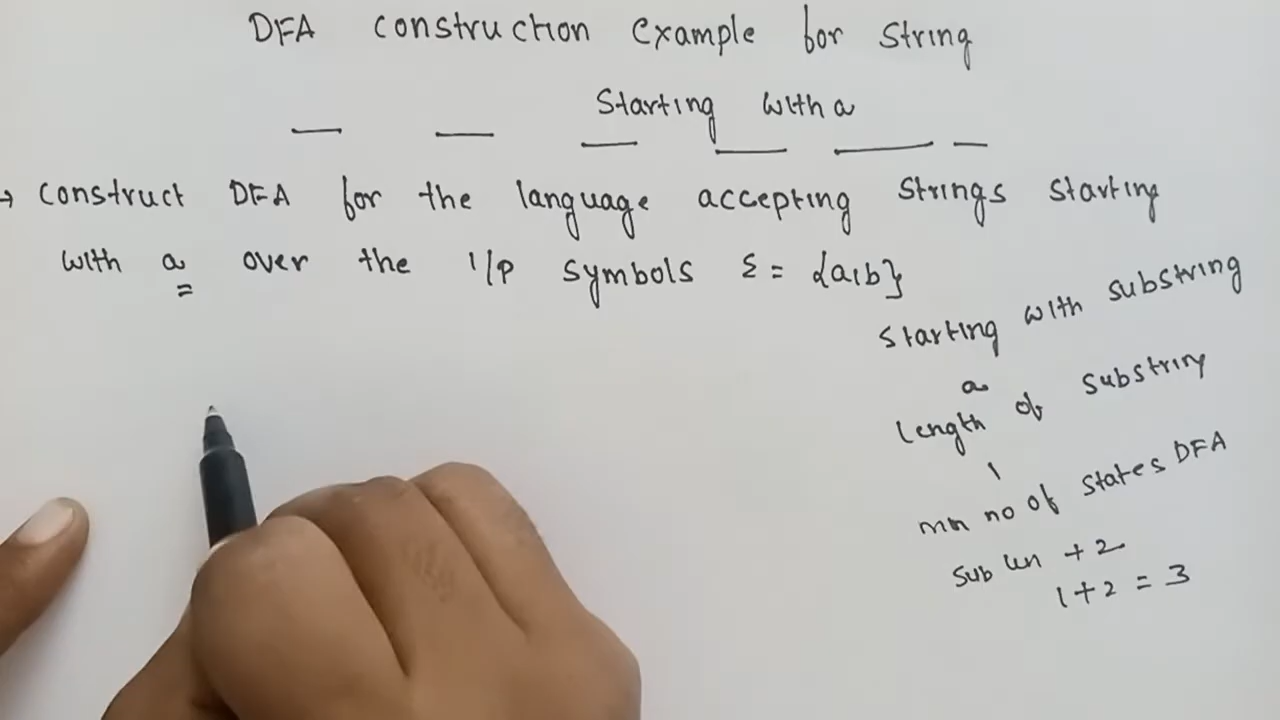 DFA construction Example for String
Starting with a
→ construct DFA for the language accepting Strings starting
with a over the I/P symbols Σ = {a,b}
starting with substring
a
length of substring
1
min no of states DFA
sub len + 2
1 + 2 = 3